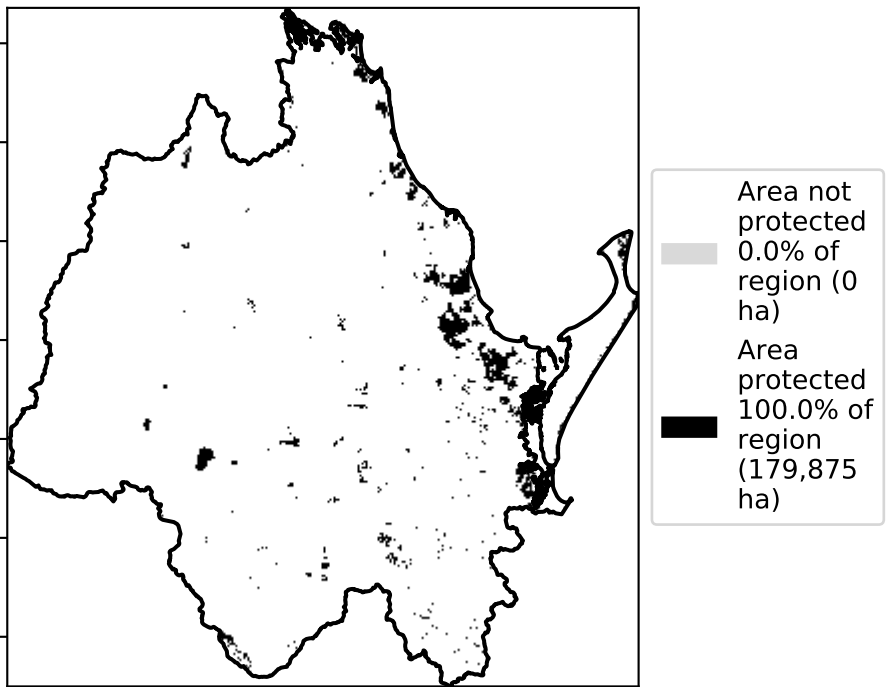 Area not
protected
0.0% of
region (0
ha)
Area
protected
100.0% of
region
(179,875
ha)